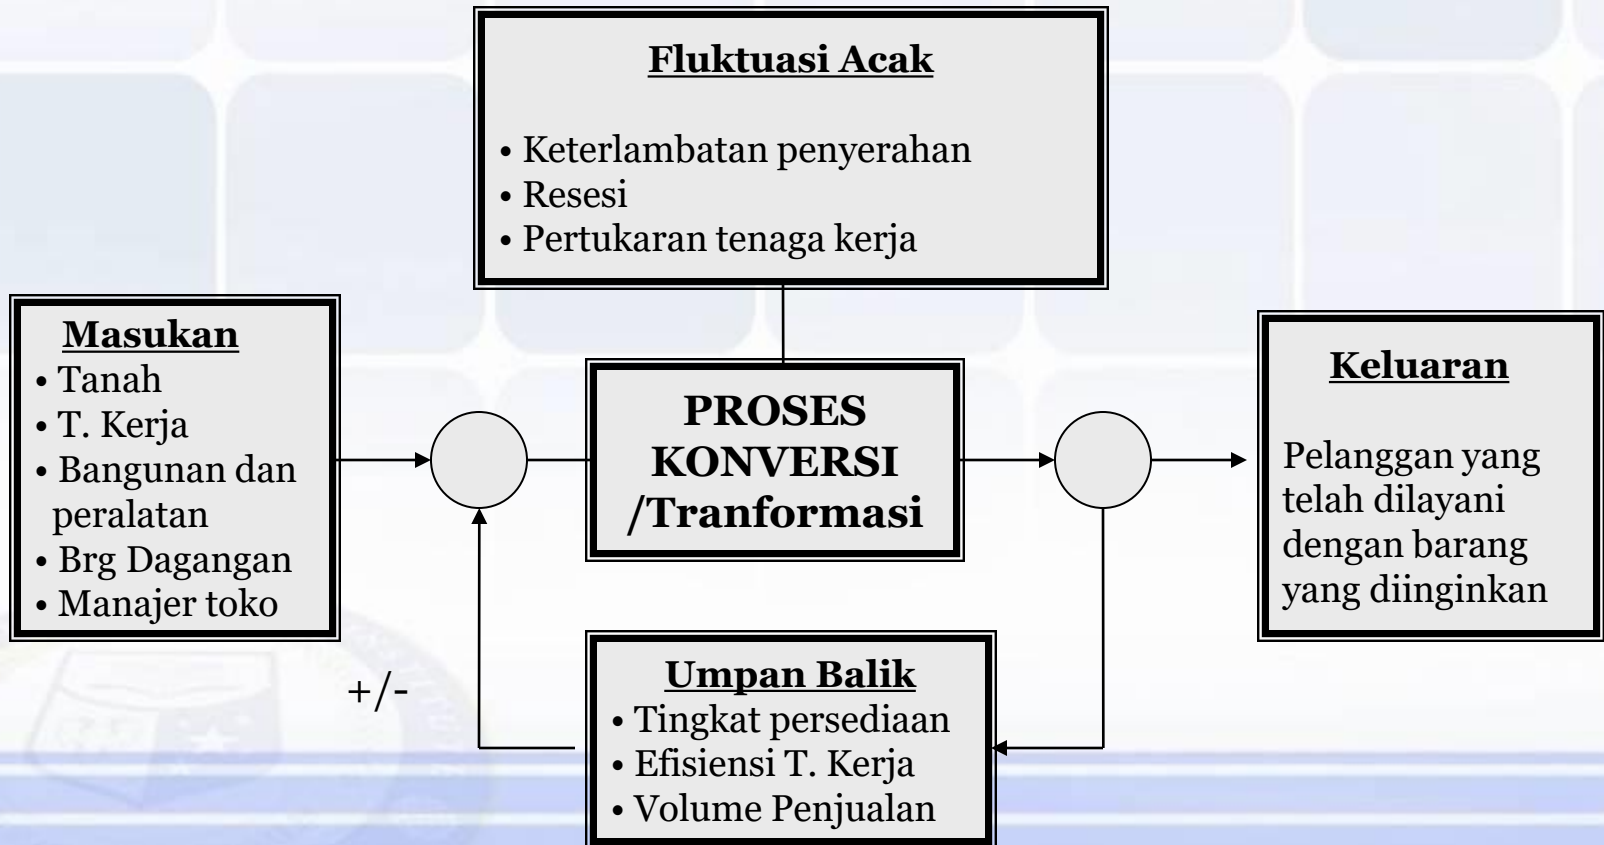 Fluktuasi Acak
• Keterlambatan penyerahan
• Resesi
• Pertukaran tenaga kerja
Masukan
• Tanah
• T. Kerja
• Bangunan dan
peralatan
• Brg Dagangan
• Manajer toko
PROSES
KONVERSI
/Tranformasi
Keluaran
Pelanggan yang
telah dilayani
dengan barang
yang diinginkan
+/-
Umpan Balik
• Tingkat persediaan
• Efisiensi T. Kerja
• Volume Penjualan